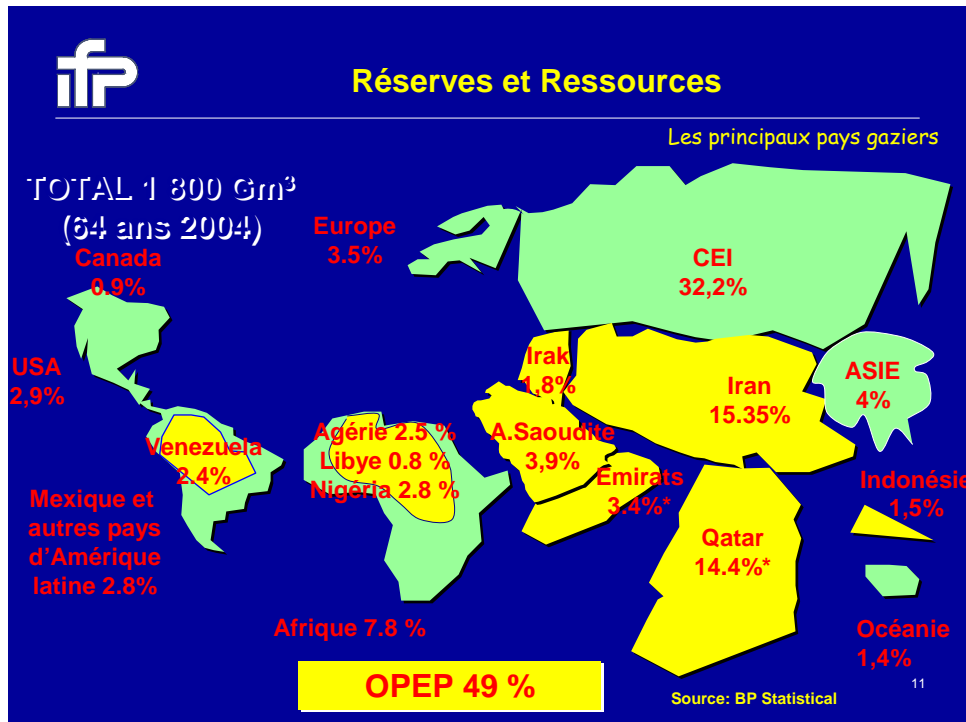 ifp
Réserves et Ressources
Les principaux pays gaziers
TOTAL 1 800 Gm³
(64 ans 2004)
Canada
0.9%
Europe
3.5%
CEI
32,2%
USA
2,9%
Irak
1,8%
Iran
15.35%
ASIE
4%
Venezuela
2.4%
Agérie 2.5 %
Libye 0.8 %
Nigéria 2.8 %
A.Saoudite
3,9%
Emirats
3.4%*
Indonésie
1,5%
Mexique et
autres pays
d’Amérique
latine 2.8%
Qatar
14.4%*
Afrique 7.8 %
Océanie
1,4%
OPEP 49 %
Source: BP Statistical
11